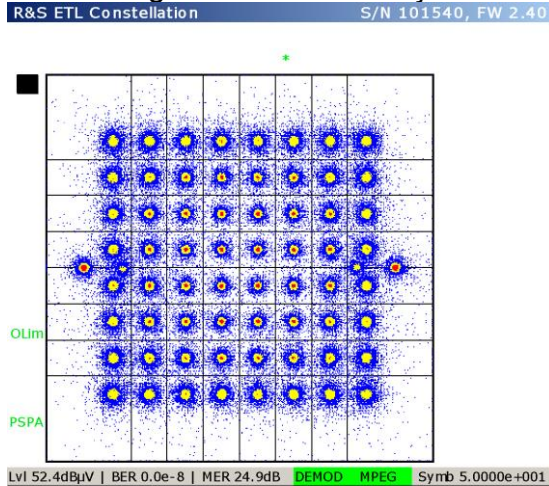 R&S ETL Constellation S/N 101540, FW 2.40
*
OLim
PSPA
Lvl 52.4dBµV | BER 0.0e-8 | MER 24.9dB DEMOD MPEG Symb 5.0000e+001